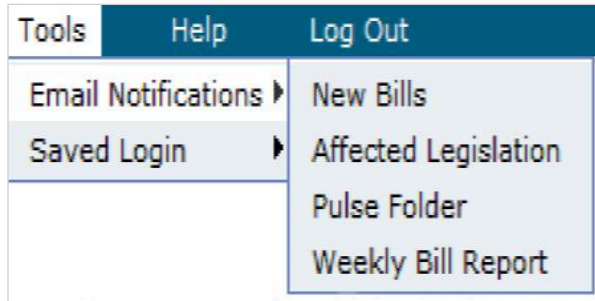 Tools Help Log Out
Email Notifications New Bills
Saved Login Affected Legislation
Pulse Folder
Weekly Bill Report